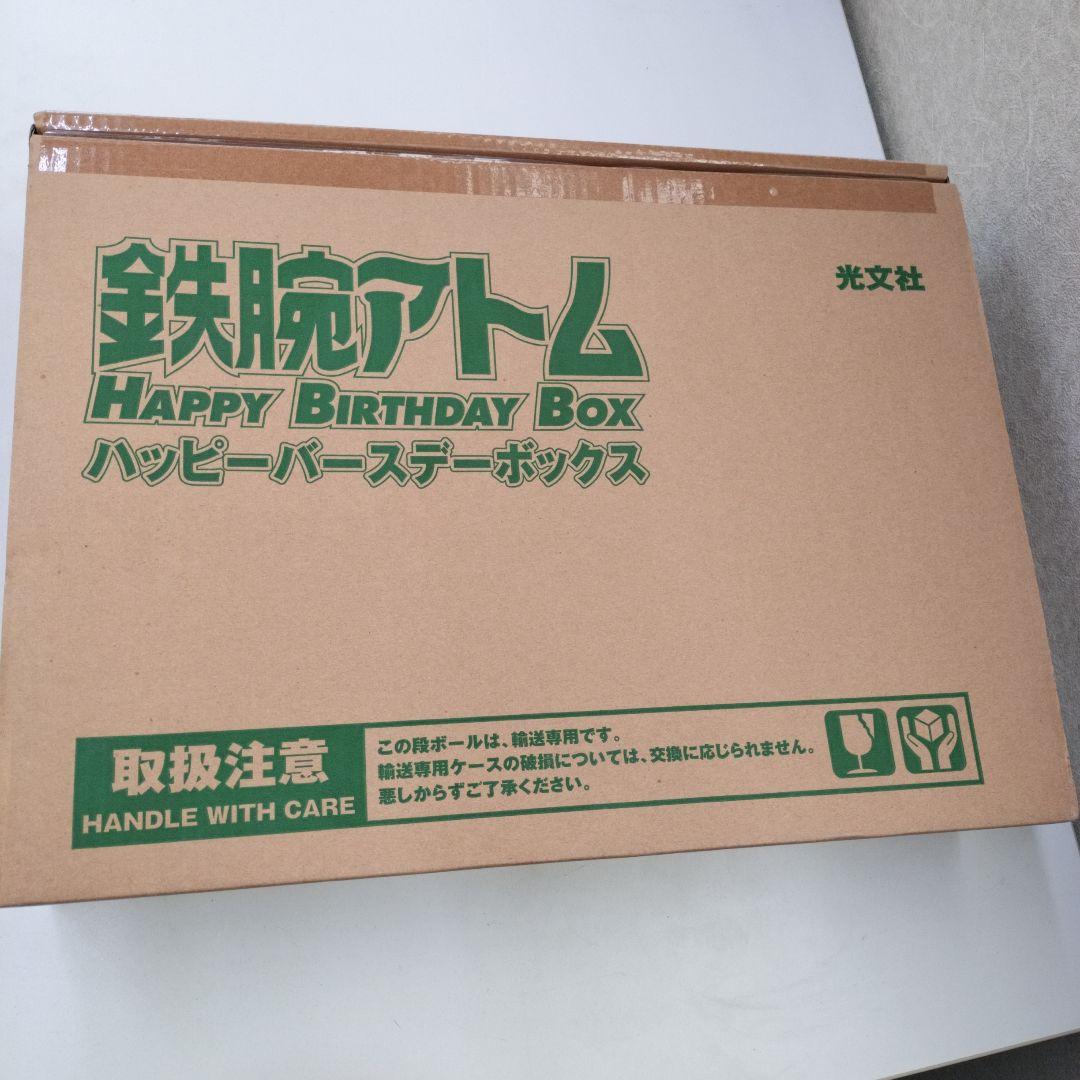 鉄腕アトム
HAPPY BIRTHDAY BOX
ハッピーバースデーボックス
光文社
取扱注意
HANDLE WITH CARE
この段ボールは、輸送専用です。
輸送専用ケースの破損については、交換に応じられません。
悪しからずご了承ください。